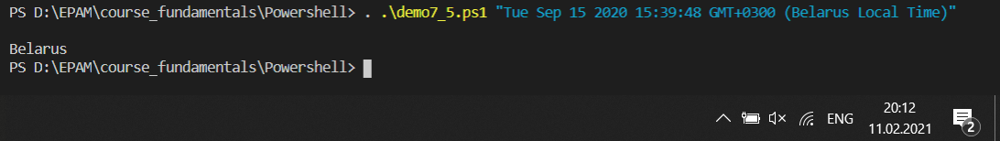 PS D:\EPAM\course_fundamentals\Powershell> . .\demo7_5.ps1 "Tue Sep 15 2020 15:39:48 GMT+0300 (Belarus Local Time)"
Belarus
PS D:\EPAM\course_fundamentals\Powershell>
ENG
20:12
11.02.2021
2